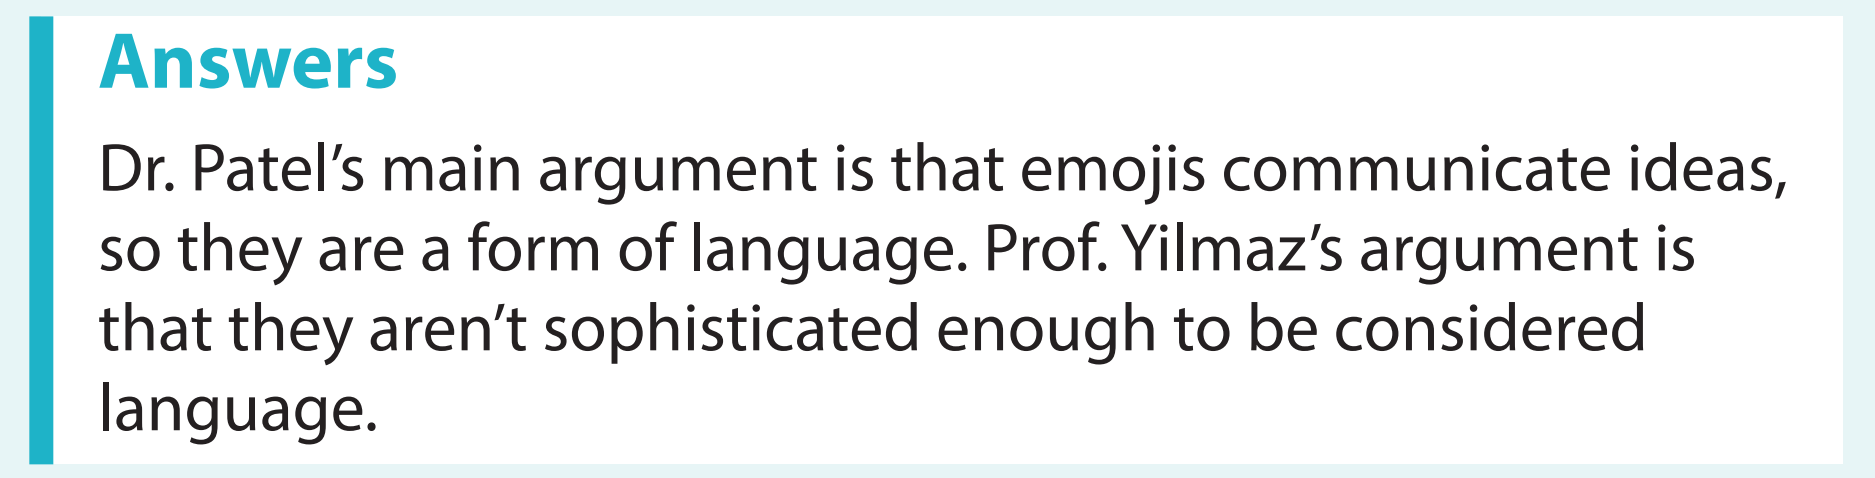 Answers
Dr. Patel’s main argument is that emojis communicate ideas,
so they are a form of language. Prof. Yilmaz’s argument is
that they aren’t sophisticated enough to be considered
language.